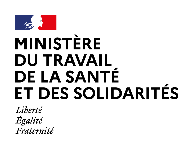 MINISTÈRE
DU TRAVAIL
DE LA SANTÉ
ET DES SOLIDARITÉS
Liberté
Égalité
Fraternité